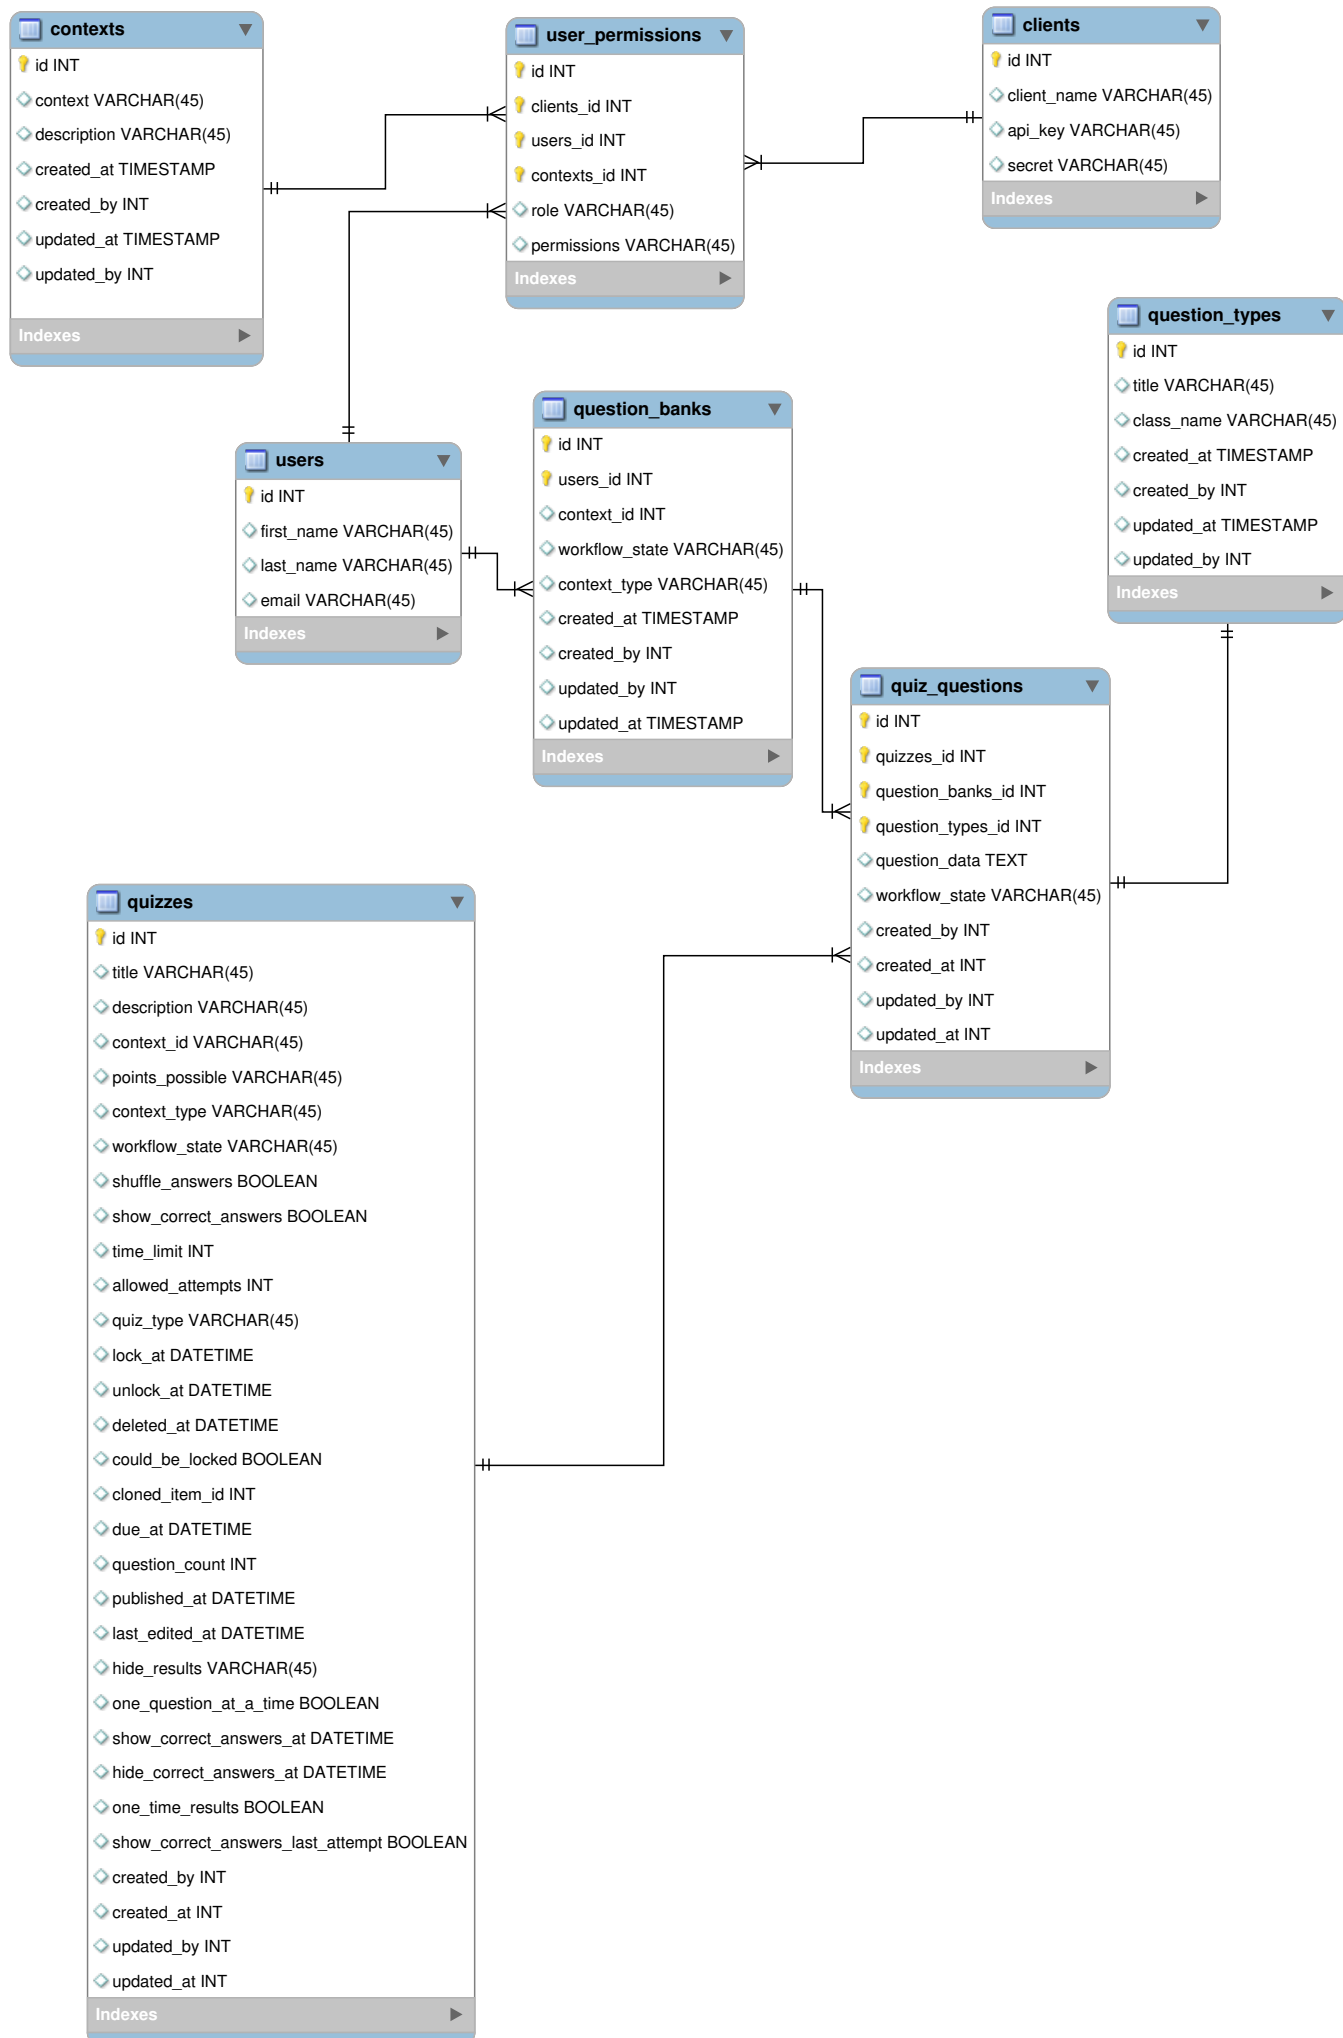 contexts
id INT
context VARCHAR(45)
description VARCHAR(45)
created_at TIMESTAMP
created_by INT
updated_at TIMESTAMP
updated_by INT
Indexes
user_permissions
id INT
clients_id INT
users_id INT
contexts_id INT
role VARCHAR(45)
permissions VARCHAR(45)
Indexes
clients
id INT
client_name VARCHAR(45)
api_key VARCHAR(45)
secret VARCHAR(45)
Indexes
question_types
id INT
title VARCHAR(45)
class_name VARCHAR(45)
created_at TIMESTAMP
created_by INT
updated_at TIMESTAMP
updated_by INT
Indexes
users
id INT
first_name VARCHAR(45)
last_name VARCHAR(45)
email VARCHAR(45)
Indexes
question_banks
id INT
users_id INT
context_id INT
workflow_state VARCHAR(45)
context_type VARCHAR(45)
created_at TIMESTAMP
created_by INT
updated_by INT
updated_at TIMESTAMP
Indexes
quiz_questions
id INT
quizzes_id INT
question_banks_id INT
question_types_id INT
question_data TEXT
workflow_state VARCHAR(45)
created_by INT
created_at INT
updated_by INT
updated_at INT
Indexes
quizzes
id INT
title VARCHAR(45)
description VARCHAR(45)
context_id VARCHAR(45)
points_possible VARCHAR(45)
context_type VARCHAR(45)
workflow_state VARCHAR(45)
shuffle_answers BOOLEAN
show_correct_answers BOOLEAN
time_limit INT
allowed_attempts INT
quiz_type VARCHAR(45)
lock_at DATETIME
unlock_at DATETIME
deleted_at DATETIME
could_be_locked BOOLEAN
cloned_item_id INT
due_at DATETIME
question_count INT
published_at DATETIME
last_edited_at DATETIME
hide_results VARCHAR(45)
one_question_at_a_time BOOLEAN
show_correct_answers_at DATETIME
hide_correct_answers_at DATETIME
one_time_results BOOLEAN
show_correct_answers_last_attempt BOOLEAN
created_by INT
created_at INT
updated_by INT
updated_at INT
Indexes